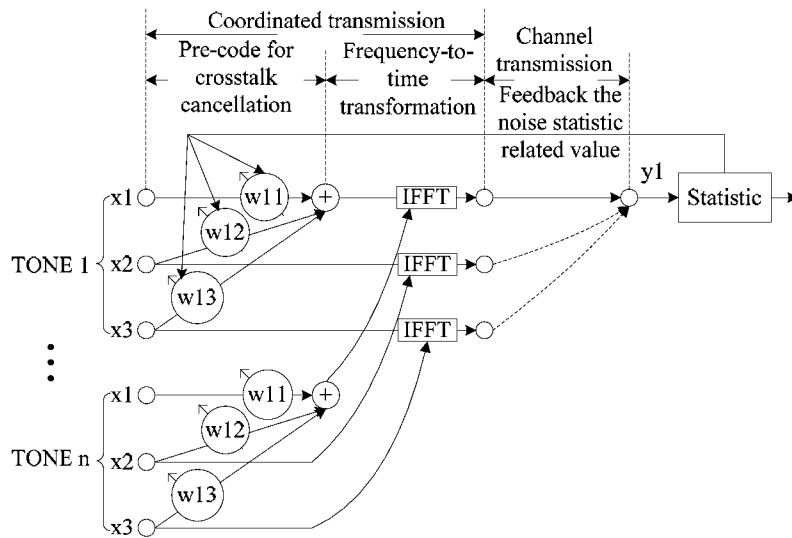 Coordinated transmission
Pre-code for
crosstalk
cancellation
Frequency-to-
time
transformation
Channel
transmission
Feedback the
noise statistic
related value
x1
w11
+
IFFT
y1
Statistic
w12
TONE 1
x2
IFFT
w13
x3
IFFT
x1
w11
+
w12
TONE n
x2
w13
x3